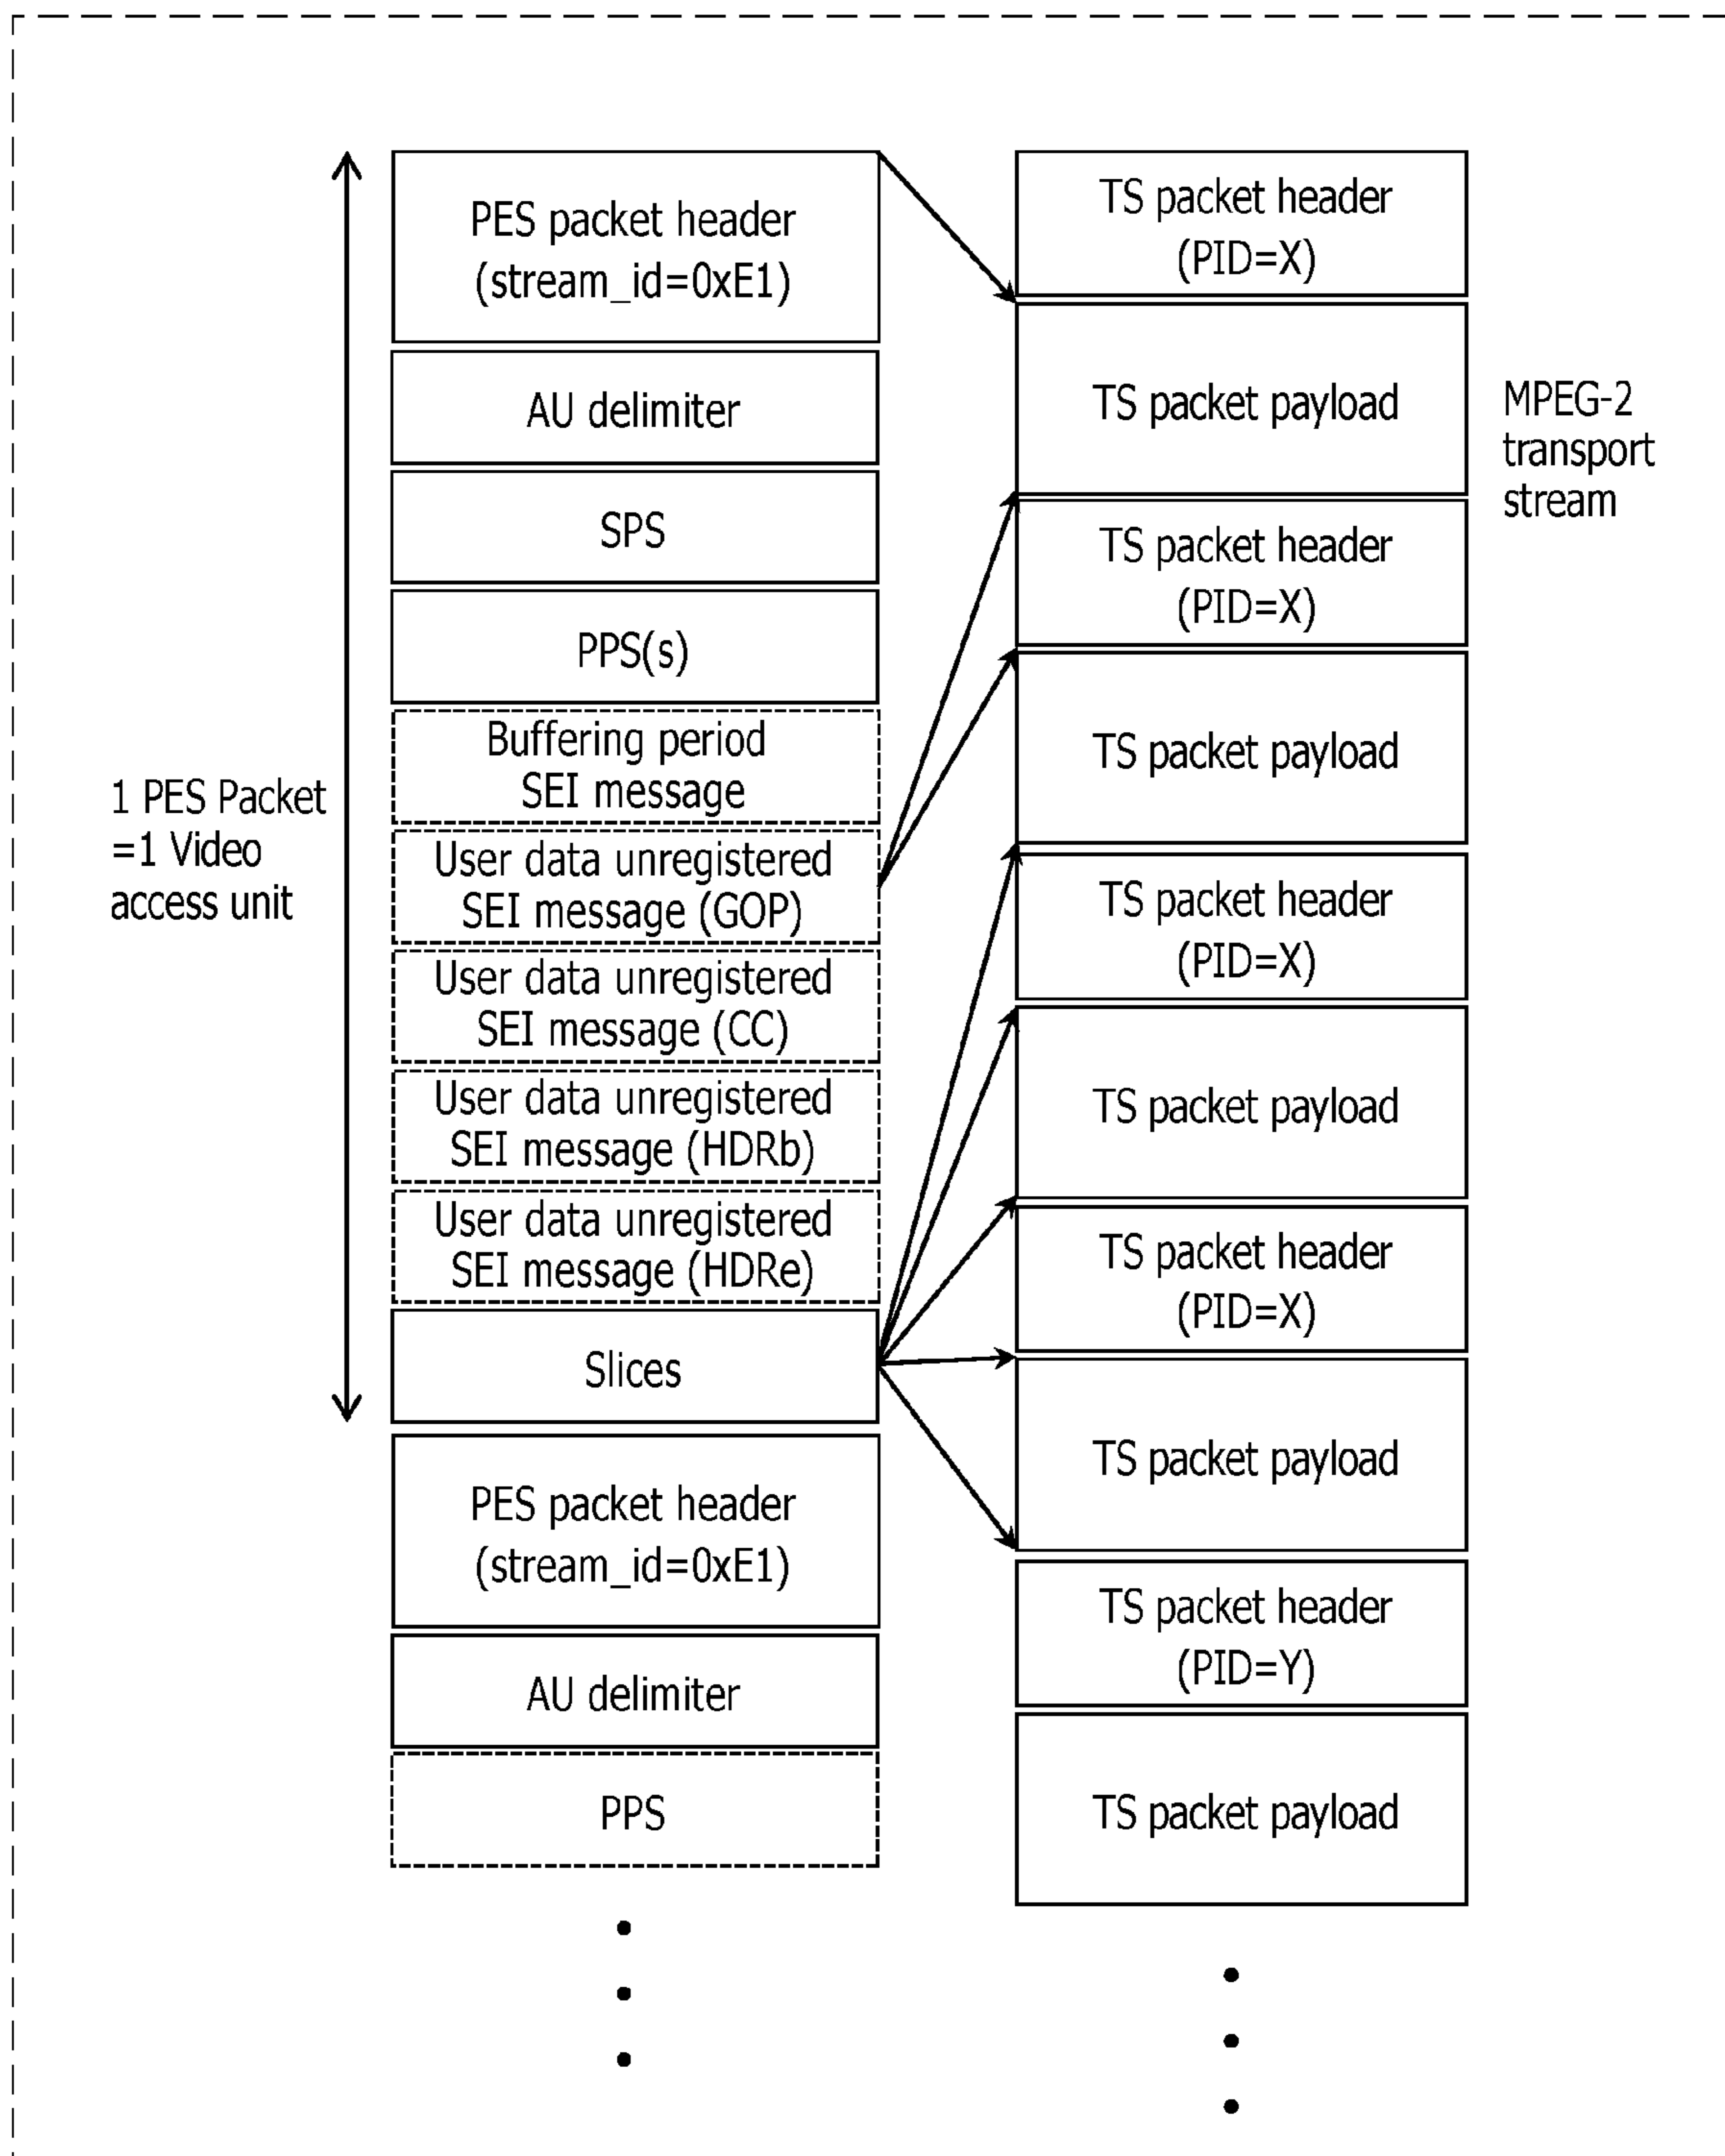 1 PES Packet
=1 Video
access unit
PES packet header
(stream_id=0xE1)
AU delimiter
SPS
PPS(s)
Buffering period
SEI message
User data unregistered
SEI message (GOP)
User data unregistered
SEI message (CC)
User data unregistered
SEI message (HDRb)
User data unregistered
SEI message (HDRe)
Slices
PES packet header
(stream_id=0xE1)
AU delimiter
PPS
TS packet header
(PID=X)
TS packet payload
TS packet header
(PID=X)
TS packet payload
TS packet header
(PID=X)
TS packet payload
TS packet header
(PID=X)
TS packet payload
TS packet header
(PID=Y)
TS packet payload
MPEG-2
transport
stream